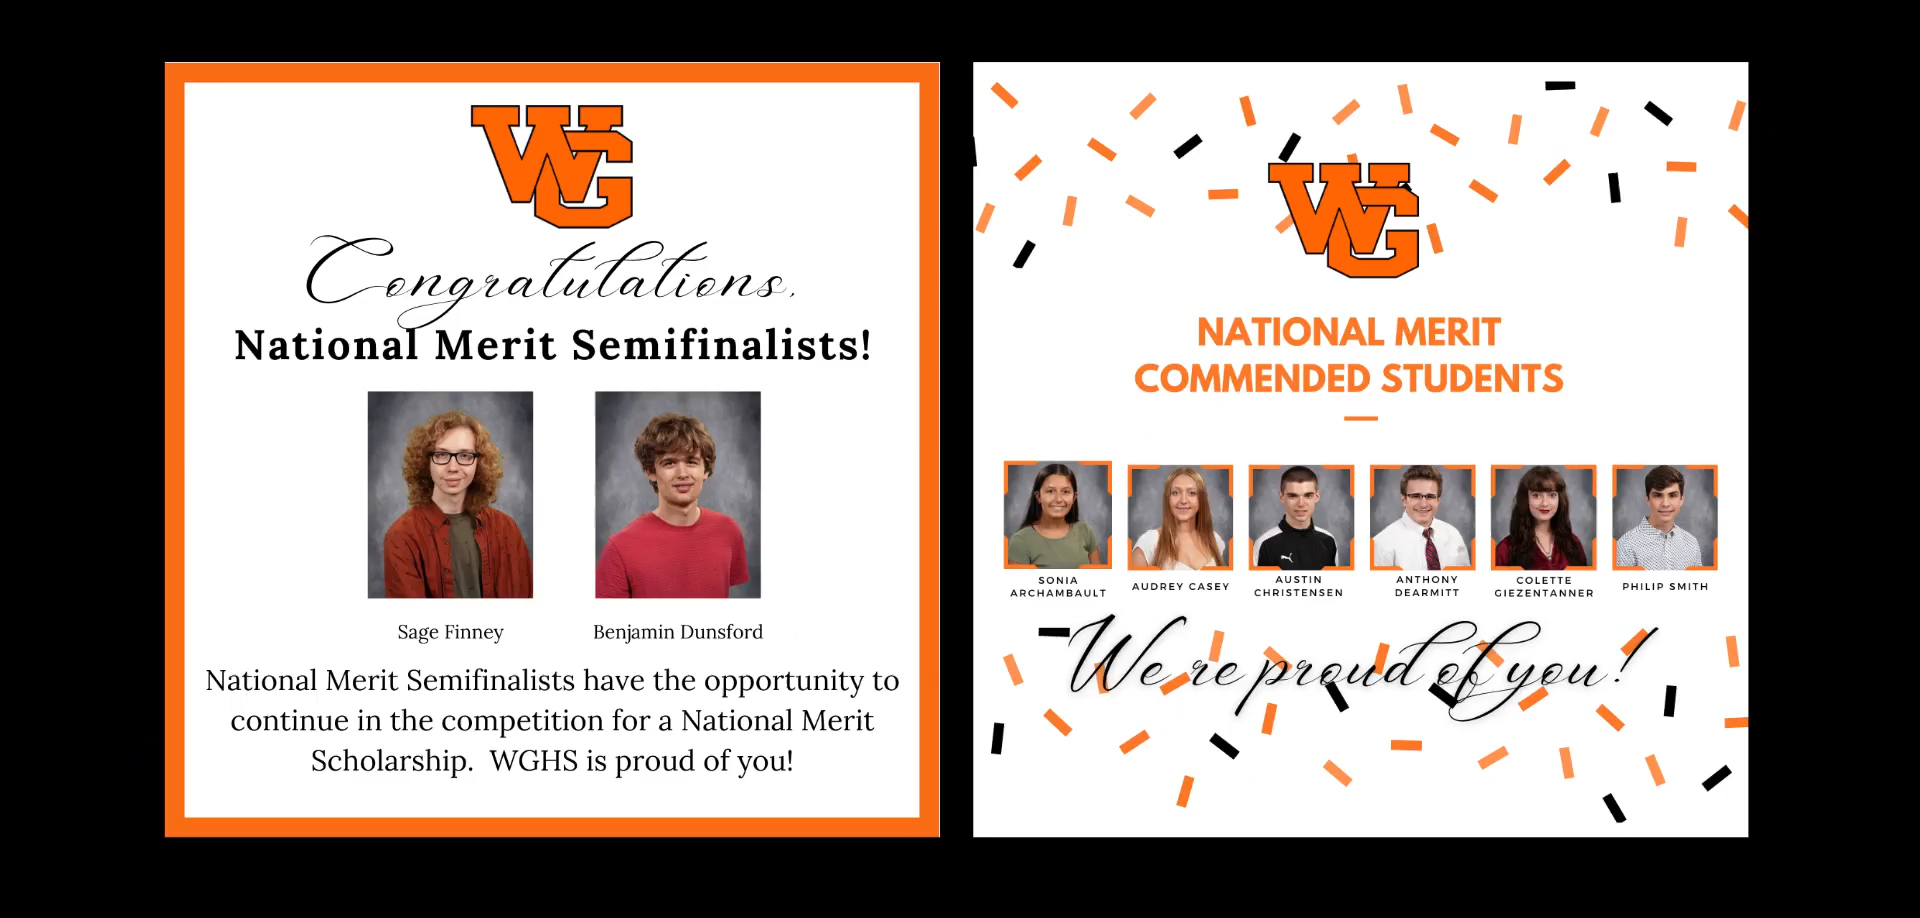 WG
Congratulations,
National Merit Semifinalists!
Sage Finney
Benjamin Dunsford
National Merit Semifinalists have the opportunity to
continue in the competition for a National Merit
Scholarship. WGHS is proud of you!
WG
NATIONAL MERIT
COMMENDED STUDENTS
SONIA
ARCHAMBAULT
AUDREY CASEY
AUSTIN
CHRISTENSEN
ANTHONY
DEARMITT
COLETTE
GIEZENTANNER
PHILIP SMITH
We're proud of you!